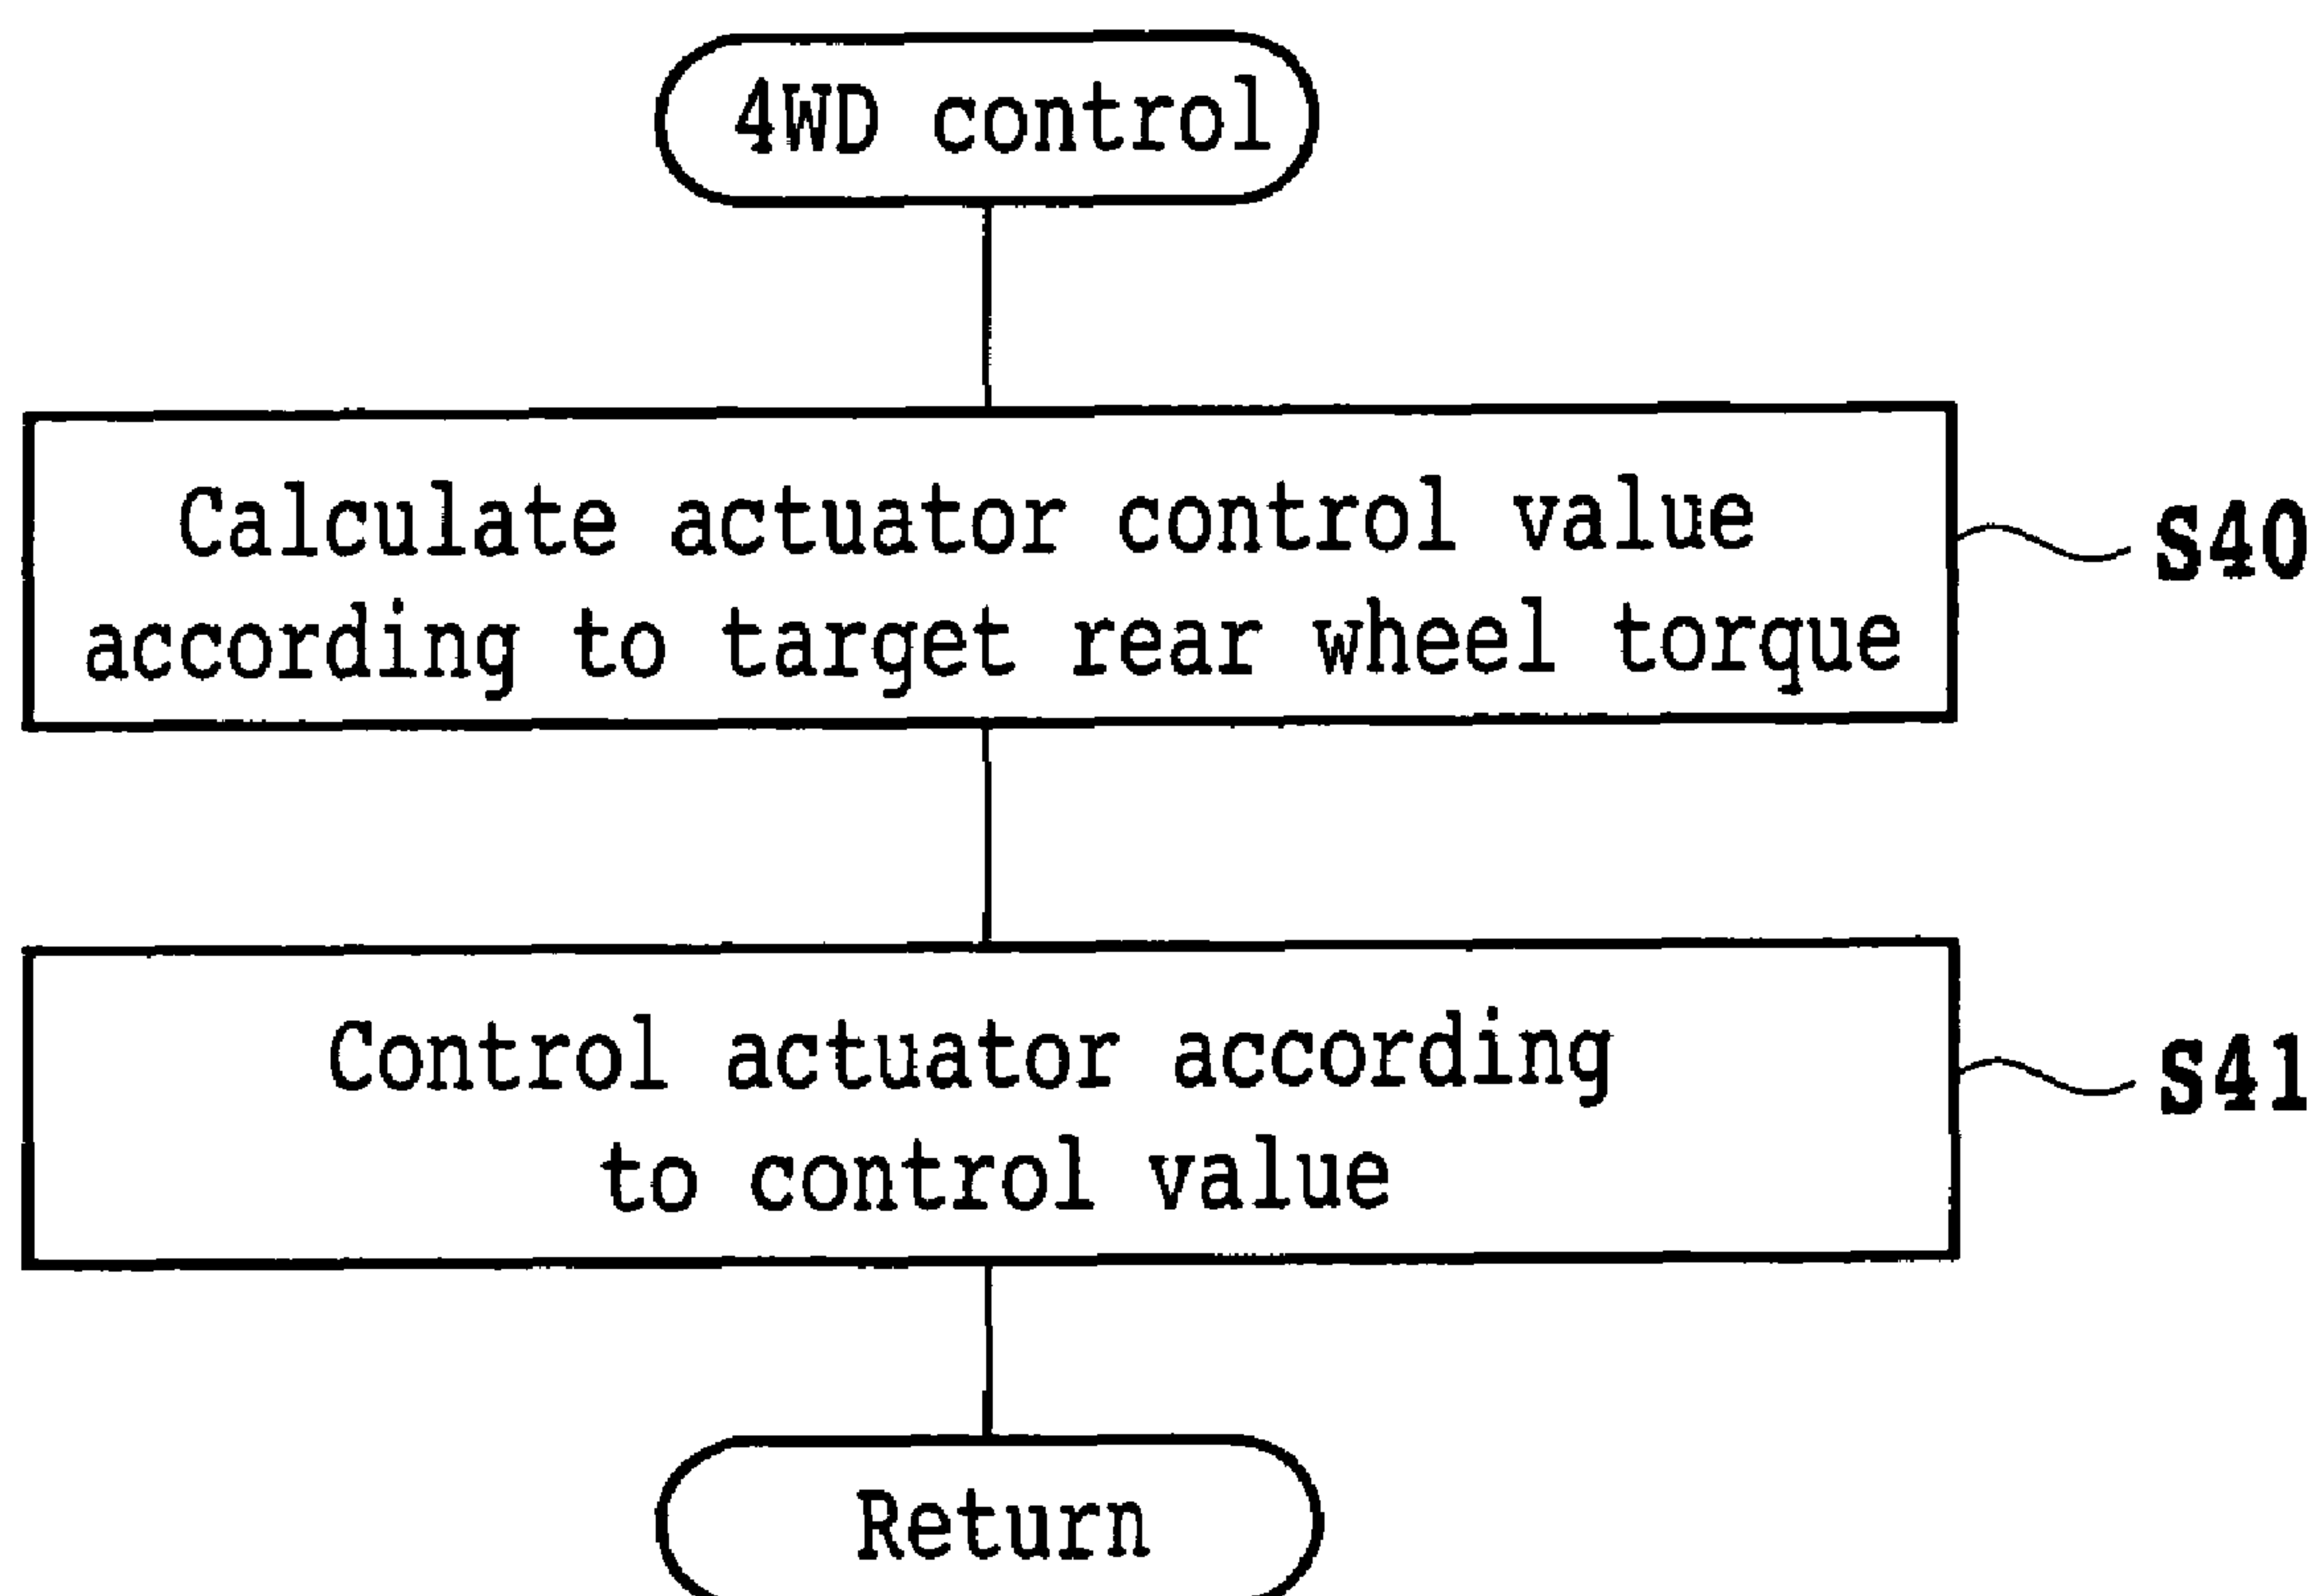 4WD control
Calculate actuator control value
according to target rear wheel torque
S40
Control actuator according
to control value
S41
Return